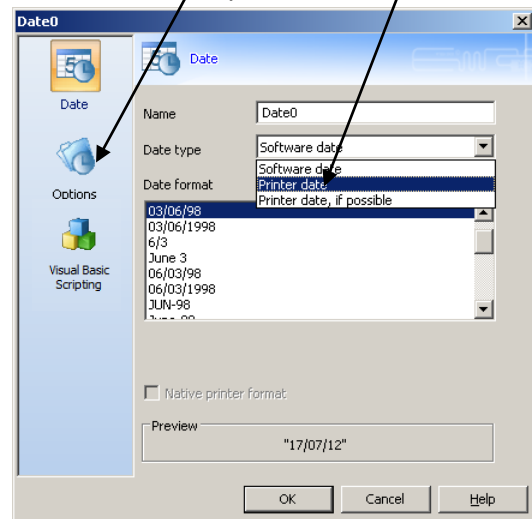 Date0
Date
Date
Options
Visual Basic
Scripting
Name
Date0
Date type
Software date
Software date
Printer date
Printer date, if possible
Date format
03/06/98
03/06/1998
6/3
June 3
06/03/98
06/03/1998
JUN-98
Native printer format
Preview
"17/07/12"
OK
Cancel
Help